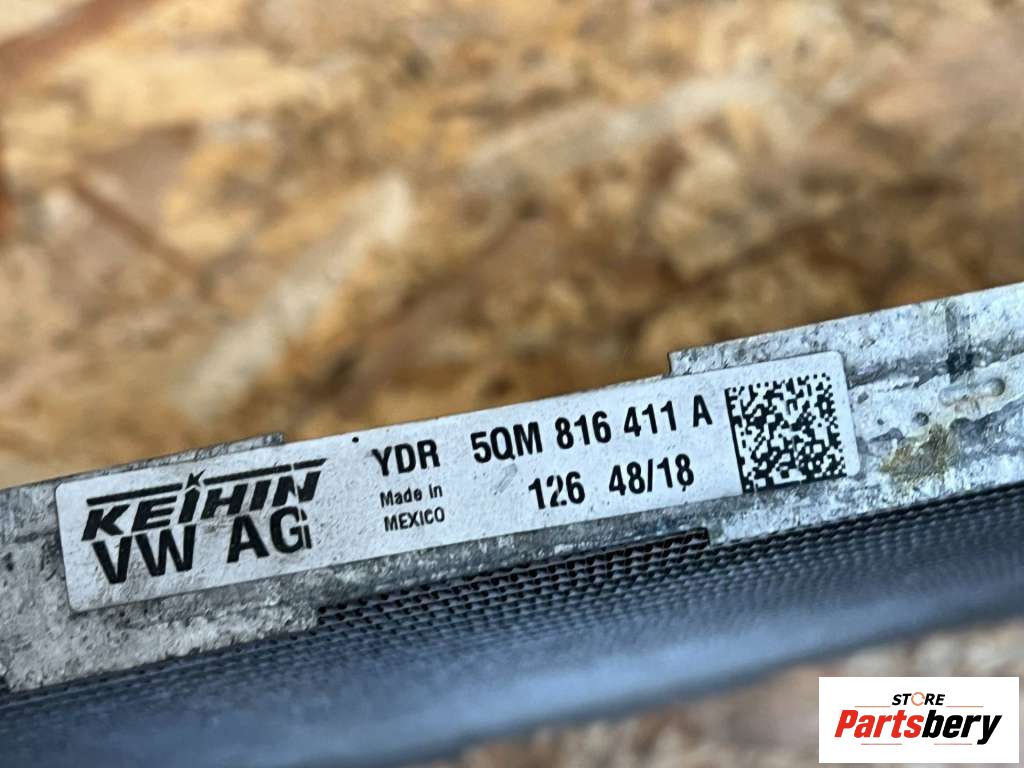 KEIHIN
VW AG
YDR 5QM 816 411 A
Made in
MEXICO
126 48/18
STORE
Partsbery